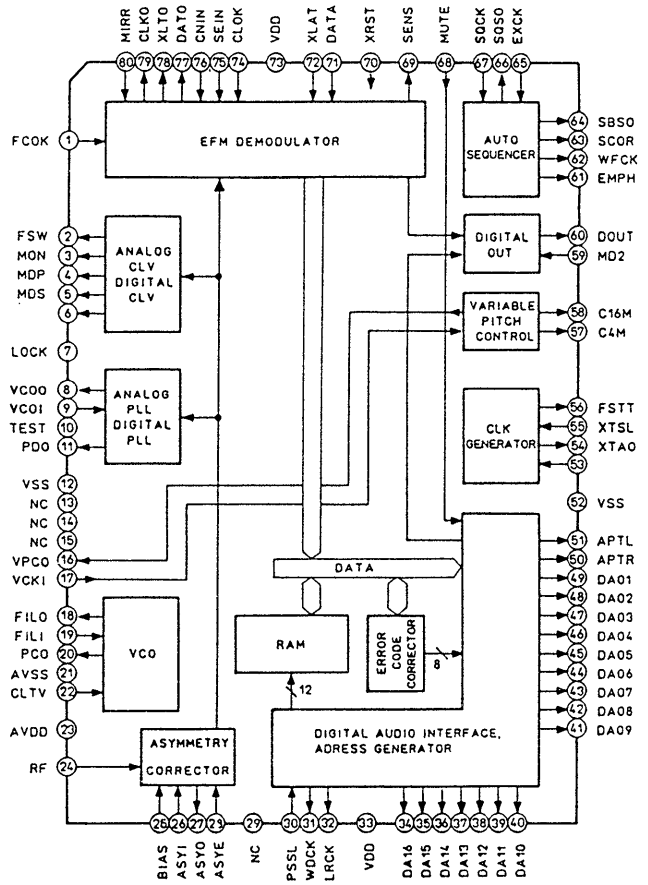 MIRR
CLKO
XLTO
DATO
CNIN
SEIN
CLOK
VDD
XLAT
DATA
XRST
SENS
MUTE
SQCK
SQSO
EXCK
80
79
78
77
76
75
74
73
72
71
70
69
68
67
66
65
FCOK 1
EFM DEMODULATOR
AUTO
SEQUENCER
64 SBSO
63 SCOR
62 WFCK
61 EMPH
FSW 2
MON 3
MDP 4
MDS 5
6
ANALOG
CLV
DIGITAL
CLV
DIGITAL
OUT
60 DOUT
59 MD2
VARIABLE
PITCH
CONTROL
58 C16M
57 C4M
LOCK 7
VCOO 8
VCOI 9
TEST 10
PDO 11
ANALOG
PLL
DIGITAL
PLL
CLK
GENERATOR
56 FSTT
55 XTSL
54 XTAO
53
VSS 12
NC 13
NC 14
NC 15
VPCO 16
VCKI 17
52 VSS
51 APTL
50 APTR
49 DA01
48 DA02
47 DA03
46 DA04
45 DA05
44 DA06
43 DA07
42 DA08
41 DA09
DATA
FILO 18
FILI 19
PCO 20
AVSS 21
CLTV 22
VCO
RAM
ERROR
CODE
CORRECTOR
8
12
AVDD 23
RF 24
ASYMMETRY
CORRECTOR
DIGITAL AUDIO INTERFACE,
ADRESS GENERATOR
25
26
27
29
30
31
32
33
34
35
36
37
38
39
40
BIAS
ASYI
ASYO
ASYE
NC
PSSL
WDCK
LRCK
VDD
DA16
DA15
DA14
DA13
DA12
DA11
DA10